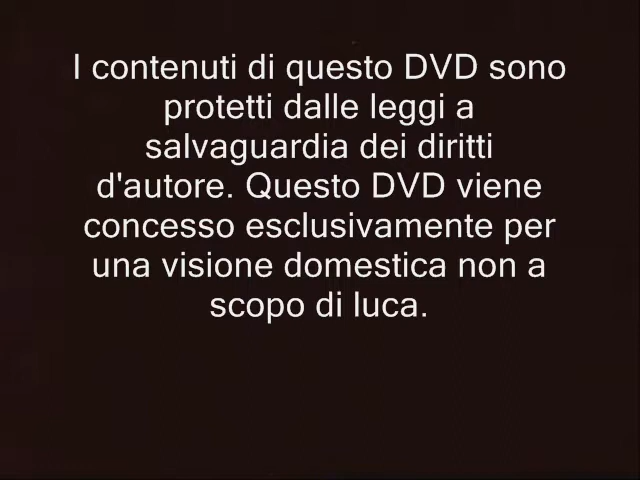 I contenuti di questo DVD sono
protetti dalle leggi a
salvaguardia dei diritti
d'autore. Questo DVD viene
concesso esclusivamente per
una visione domestica non a
scopo di luca.